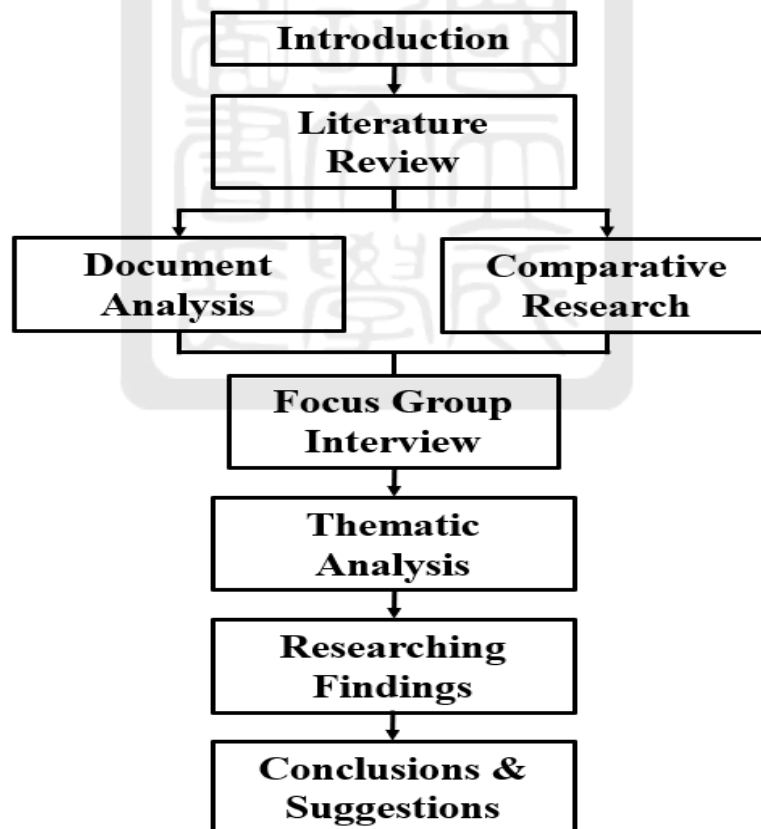 Introduction
Literature
Review
Document
Analysis
Comparative
Research
Focus Group
Interview
Thematic
Analysis
Researching
Findings
Conclusions &
Suggestions